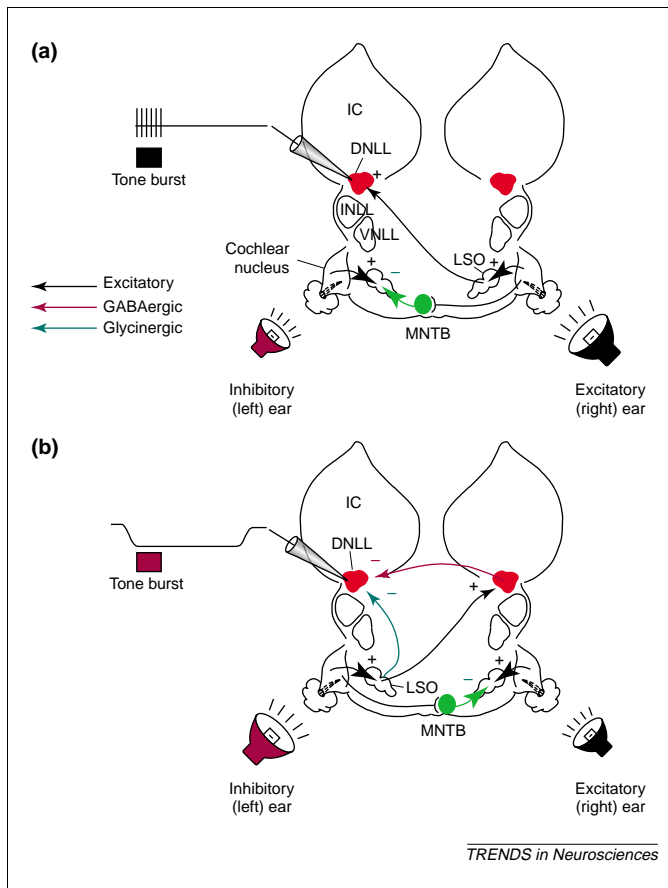 (a)
IC
DNLL
+
Tone burst
INLL
VNLL
Cochlear
nucleus
+
−
LSO
+
Excitatory
GABAergic
Glycinergic
MNTB
Inhibitory
(left) ear
Excitatory
(right) ear
(b)
IC
DNLL
−
Tone burst
−
+
+
LSO
−
+
MNTB
Inhibitory
(left) ear
Excitatory
(right) ear
TRENDS in Neurosciences